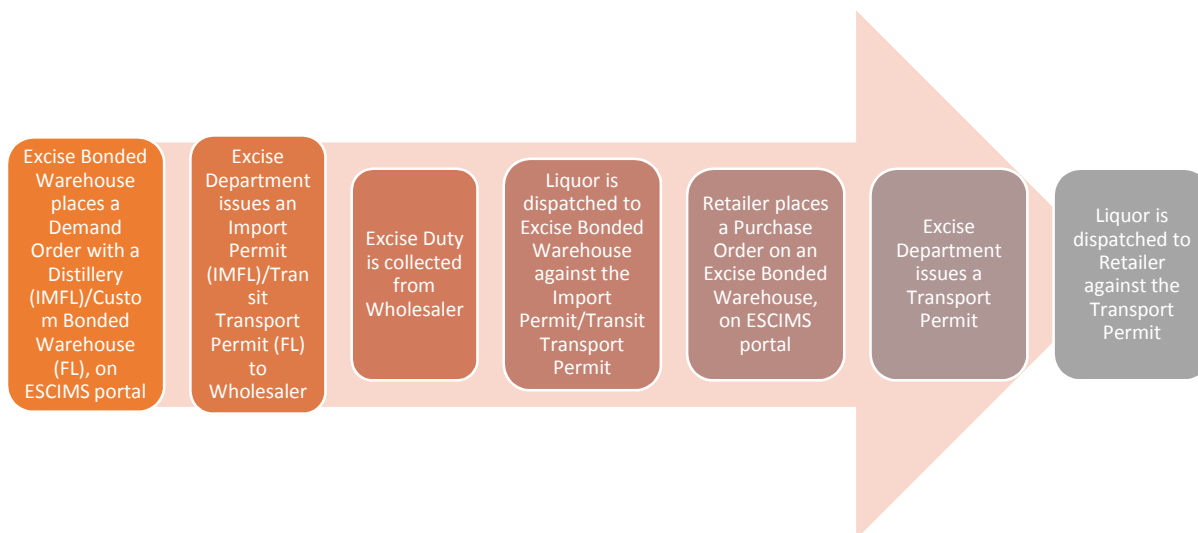 Excise Bonded
Warehouse
places a
Demand
Order with a
Distillery
(IMFL)/Custo
m Bonded
Warehouse
(FL), on
ESCIMS portal
Excise
Department
issues an
Import
Permit
(IMFL)/Tran
sit
Transport
Permit (FL)
to
Wholesaler
Excise Duty
is collected
from
Wholesaler
Liquor is
dispatched to
Excise Bonded
Warehouse
against the
Import
Permit/Transit
Transport
Permit
Retailer places
a Purchase
Order on an
Excise Bonded
Warehouse,
on ESCIMS
portal
Excise
Department
issues a
Transport
Permit
Liquor is
dispatched to
Retailer
against the
Transport
Permit